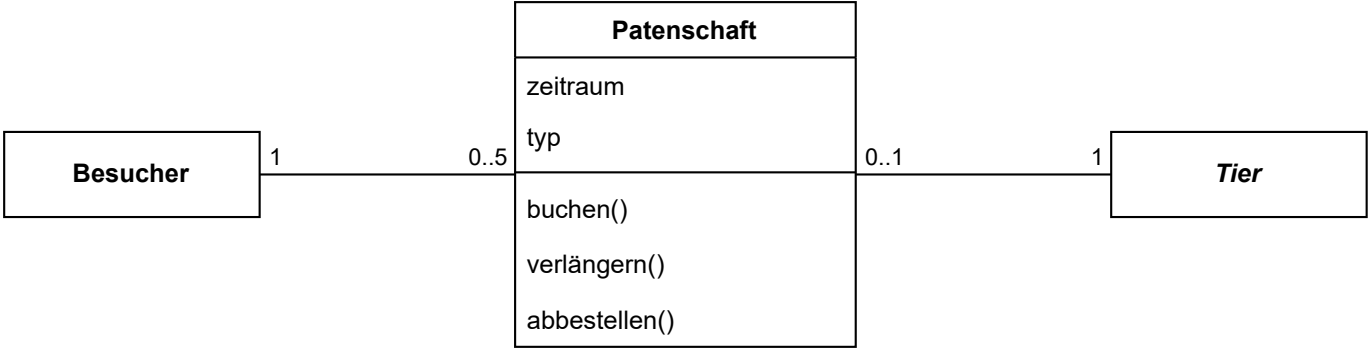 Patenschaft
zeitraum
typ
Besucher
1
0..5
0..1
1
Tier
buchen()
verlängern()
abbestellen()